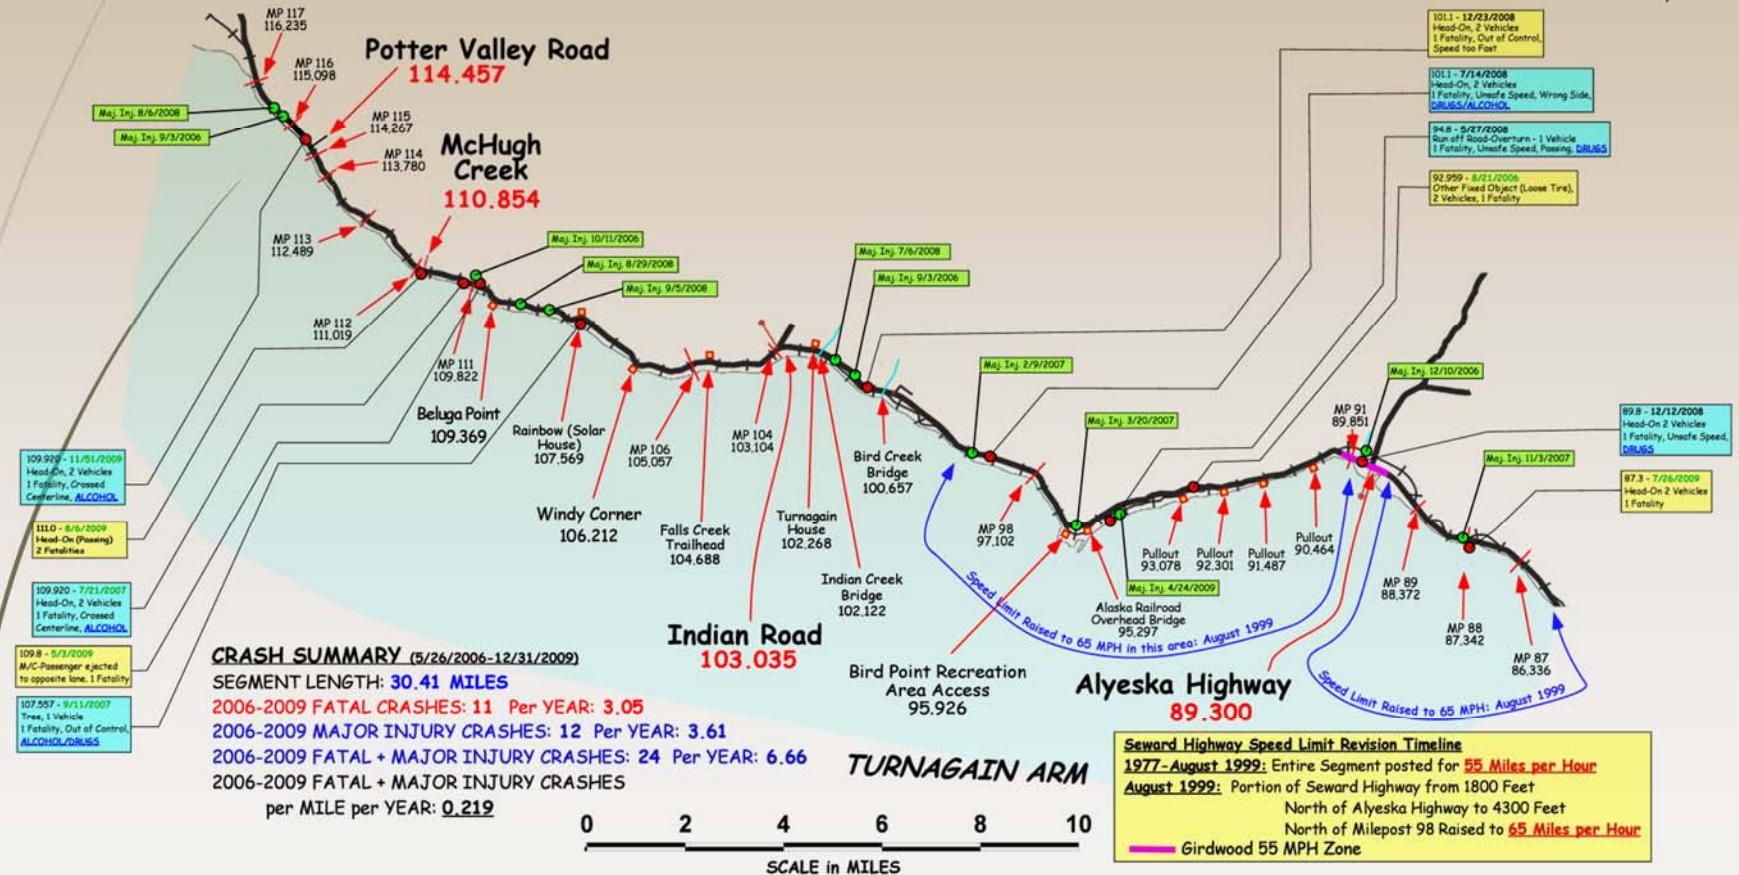 MP 117
116,235
MP 116
115,098
Potter Valley Road
114.457
Maj. Inj. 8/6/2008
Maj. Inj. 9/3/2006
MP 115
114,267
MP 114
113,780
McHugh
Creek
110.854
MP 113
112,489
MP 112
111,019
Maj. Inj. 10/11/2006
Maj. Inj. 8/29/2008
Maj. Inj. 9/5/2008
MP 111
109,822
Beluga Point
109.369
Rainbow (Solar
House)
107,569
Windy Corner
106.212
MP 106
105,057
Falls Creek
Trailhead
104,688
MP 104
103,104
Indian Road
103.035
Turnagain
House
102,268
Indian Creek
Bridge
102,122
Maj. Inj. 7/6/2008
Maj. Inj. 9/3/2006
Bird Creek
Bridge
100,657
Maj. Inj. 2/9/2007
MP 98
97,102
Maj. Inj. 3/20/2007
Bird Point Recreation
Area Access
95.926
Alaska Railroad
Overhead Bridge
95,297
Maj. Inj. 4/24/2009
Pullout
93,078
Pullout
92,301
Pullout
91,487
Pullout
90,464
MP 91
89,851
Maj. Inj. 12/10/2006
Alyeska Highway
89.300
MP 89
88,372
Maj. Inj. 11/3/2007
MP 88
87,342
MP 87
86,336
Speed Limit Raised to 65 MPH in this area: August 1999
Speed Limit Raised to 65 MPH: August 1999
101.1 - 12/23/2008
Head-On, 2 Vehicles
1 Fatality, Out of Control,
Speed too Fast
101.1 - 7/14/2008
Head-On, 2 Vehicles
1 Fatality, Unsafe Speed, Wrong Side,
DRUGS/ALCOHOL
94.8 - 5/27/2008
Run off Road-Overturn - 1 Vehicle
1 Fatality, Unsafe Speed, Passing, DRUGS
92.959 - 8/21/2006
Other Fixed Object (Loose Tire),
2 Vehicles, 1 Fatality
89.8 - 12/12/2008
Head-On 2 Vehicles
1 Fatality, Unsafe Speed,
DRUGS
87.3 - 7/26/2009
Head-On 2 Vehicles
1 Fatality
109.920 - 11/51/2009
Head-On, 2 Vehicles
1 Fatality, Crossed
Centerline, ALCOHOL
111.0 - 8/6/2009
Head-On (Passing)
2 Fatalities
109.920 - 7/21/2007
Head-On, 2 Vehicles
1 Fatality, Crossed
Centerline, ALCOHOL
109.8 - 5/3/2009
M/C-Passenger ejected
to opposite lane. 1 Fatality
107.557 - 9/11/2007
Tree, 1 Vehicle
1 Fatality, Out of Control,
ALCOHOL/DRUGS
CRASH SUMMARY (5/26/2006-12/31/2009)
SEGMENT LENGTH: 30.41 MILES
2006-2009 FATAL CRASHES: 11 Per YEAR: 3.05
2006-2009 MAJOR INJURY CRASHES: 12 Per YEAR: 3.61
2006-2009 FATAL + MAJOR INJURY CRASHES: 24 Per YEAR: 6.66
2006-2009 FATAL + MAJOR INJURY CRASHES
per MILE per YEAR: 0.219
TURNAGAIN ARM
0 2 4 6 8 10
SCALE in MILES
Seward Highway Speed Limit Revision Timeline
1977-August 1999: Entire Segment posted for 55 Miles per Hour
August 1999: Portion of Seward Highway from 1800 Feet
North of Alyeska Highway to 4300 Feet
North of Milepost 98 Raised to 65 Miles per Hour
Girdwood 55 MPH Zone